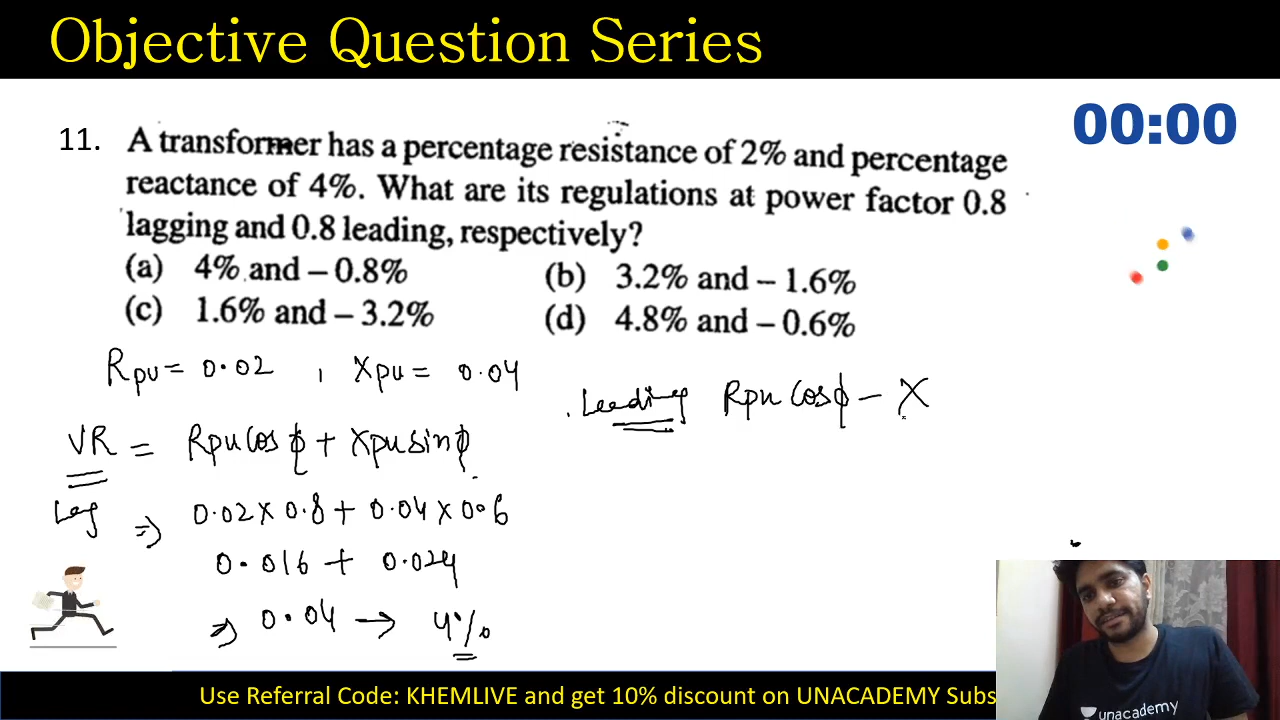 Objective Question Series
00:00
11. A transformer has a percentage resistance of 2% and percentage
reactance of 4%. What are its regulations at power factor 0.8
lagging and 0.8 leading, respectively?
(a) 4% and – 0.8% (b) 3.2% and – 1.6%
(c) 1.6% and – 3.2% (d) 4.8% and – 0.6%
Rpu = 0.02 , Xpu = 0.04
VR = Rpu cos φ + Xpu sin φ
Lag
⇒ 0.02 × 0.8 + 0.04 × 0.6
0.016 + 0.024
⇒ 0.04 → 4%
Leading Rpu cos φ – X
unacademy
Use Referral Code: KHEMLIVE and get 10% discount on UNACADEMY Subs